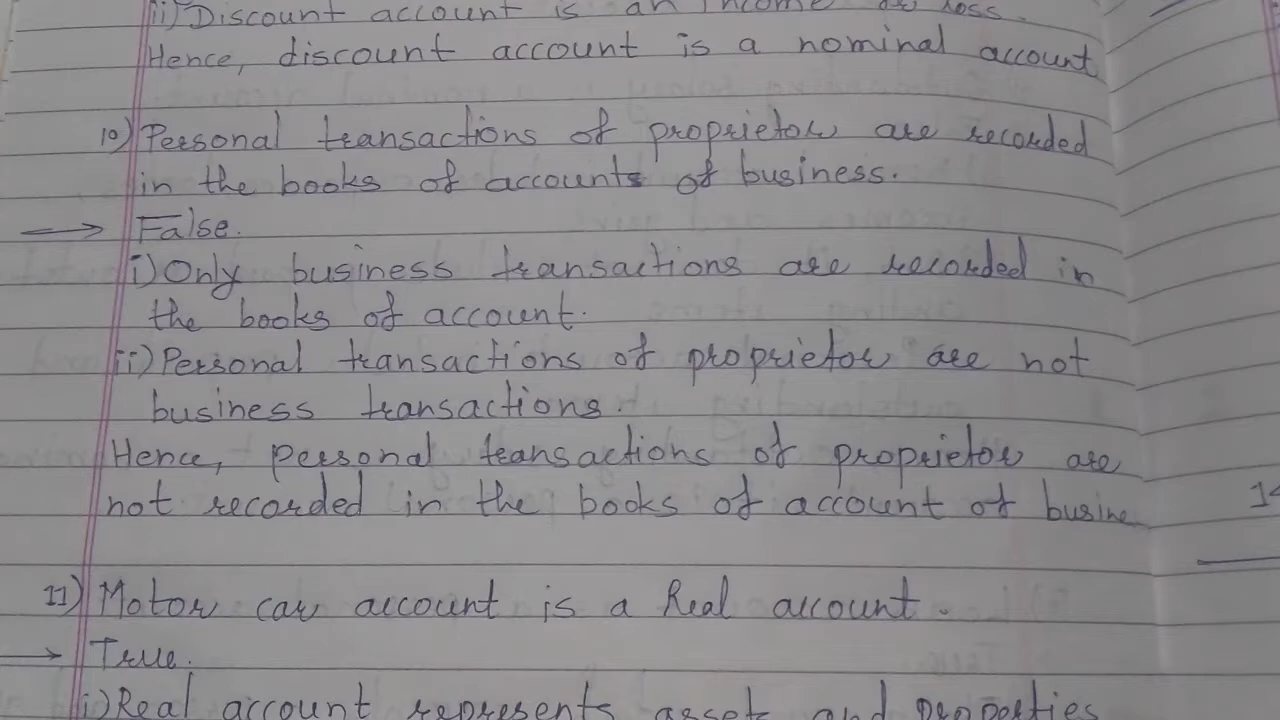 ii) Discount account is an income or loss.
Hence, discount account is a nominal account
10) Personal transactions of proprietor are recorded
in the books of accounts of business.
→ False.
i) Only business transactions are recorded in
the books of account.
ii) Personal transactions of proprietor are not
business transactions.
Hence, personal transactions of proprietor are
not recorded in the books of account of busine
11) Motor car account is a Real account.
→ True.
i) Real account represents assets and properties